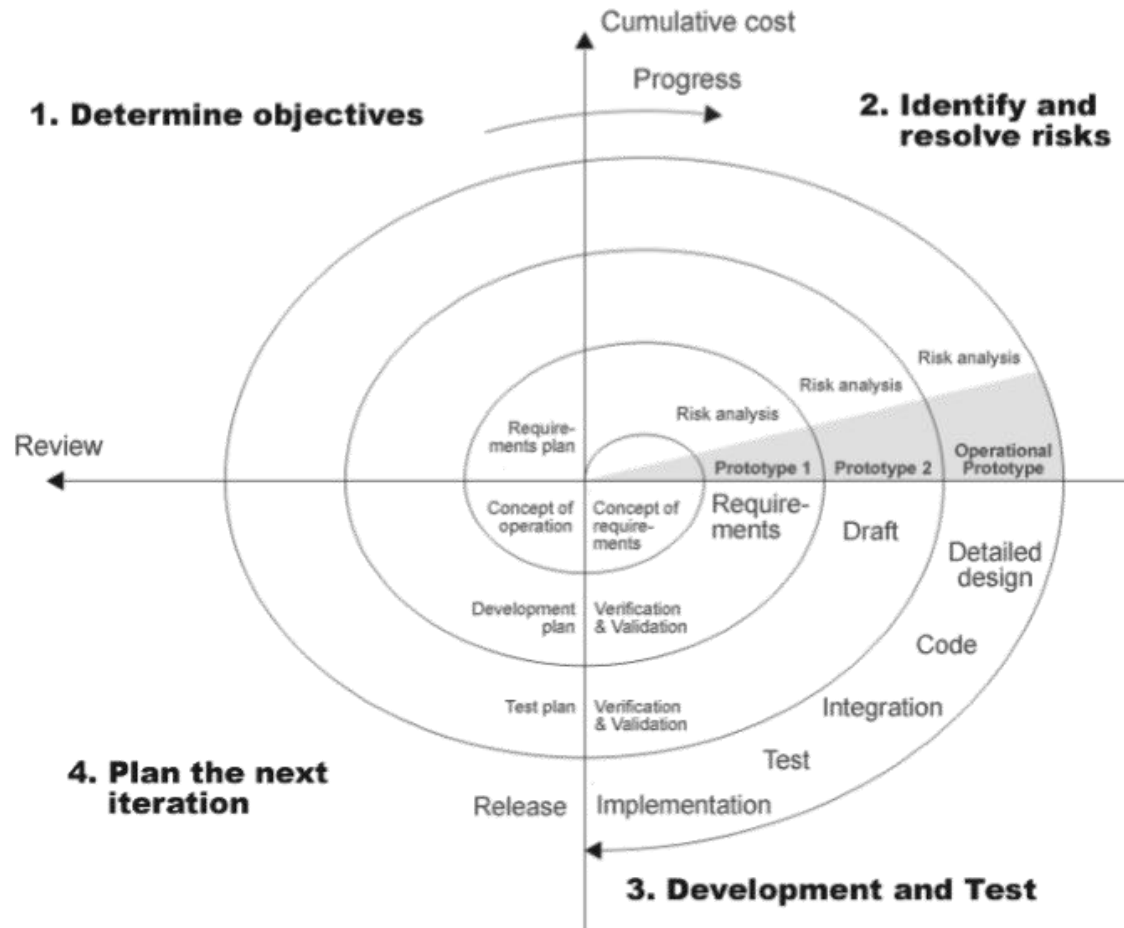 Cumulative cost
Progress
1. Determine objectives
2. Identify and
resolve risks
Risk analysis
Risk analysis
Risk analysis
Require-
ments plan
Review
Operational
Prototype
Prototype 1
Prototype 2
Concept of
operation
Concept of
require-
ments
Require-
ments
Draft
Detailed
design
Development
plan
Verification
& Validation
Code
Test plan
Verification
& Validation
Integration
Test
4. Plan the next
iteration
Release
Implementation
3. Development and Test